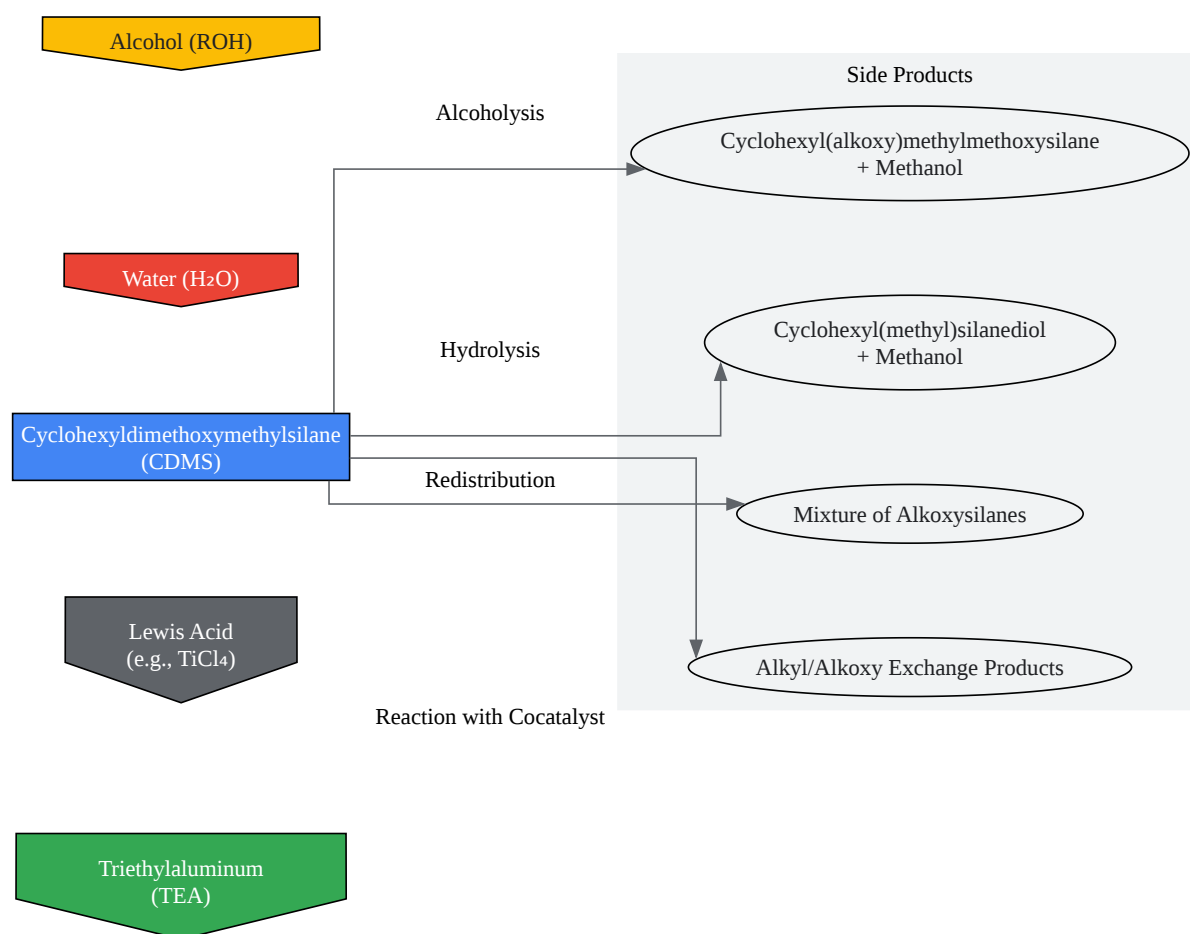 Alcohol (ROH)
Side Products
Alcoholysis
Cyclohexyl(alkoxy)methylmethoxysilane
+ Methanol
Water (H₂O)
Hydrolysis
Cyclohexyl(methyl)silanediol
+ Methanol
Cyclohexyldimethoxymethylsilane
(CDMS)
Redistribution
Mixture of Alkoxysilanes
Lewis Acid
(e.g., TiCl₄)
Alkyl/Alkoxy Exchange Products
Reaction with Cocatalyst
Triethylaluminum
(TEA)